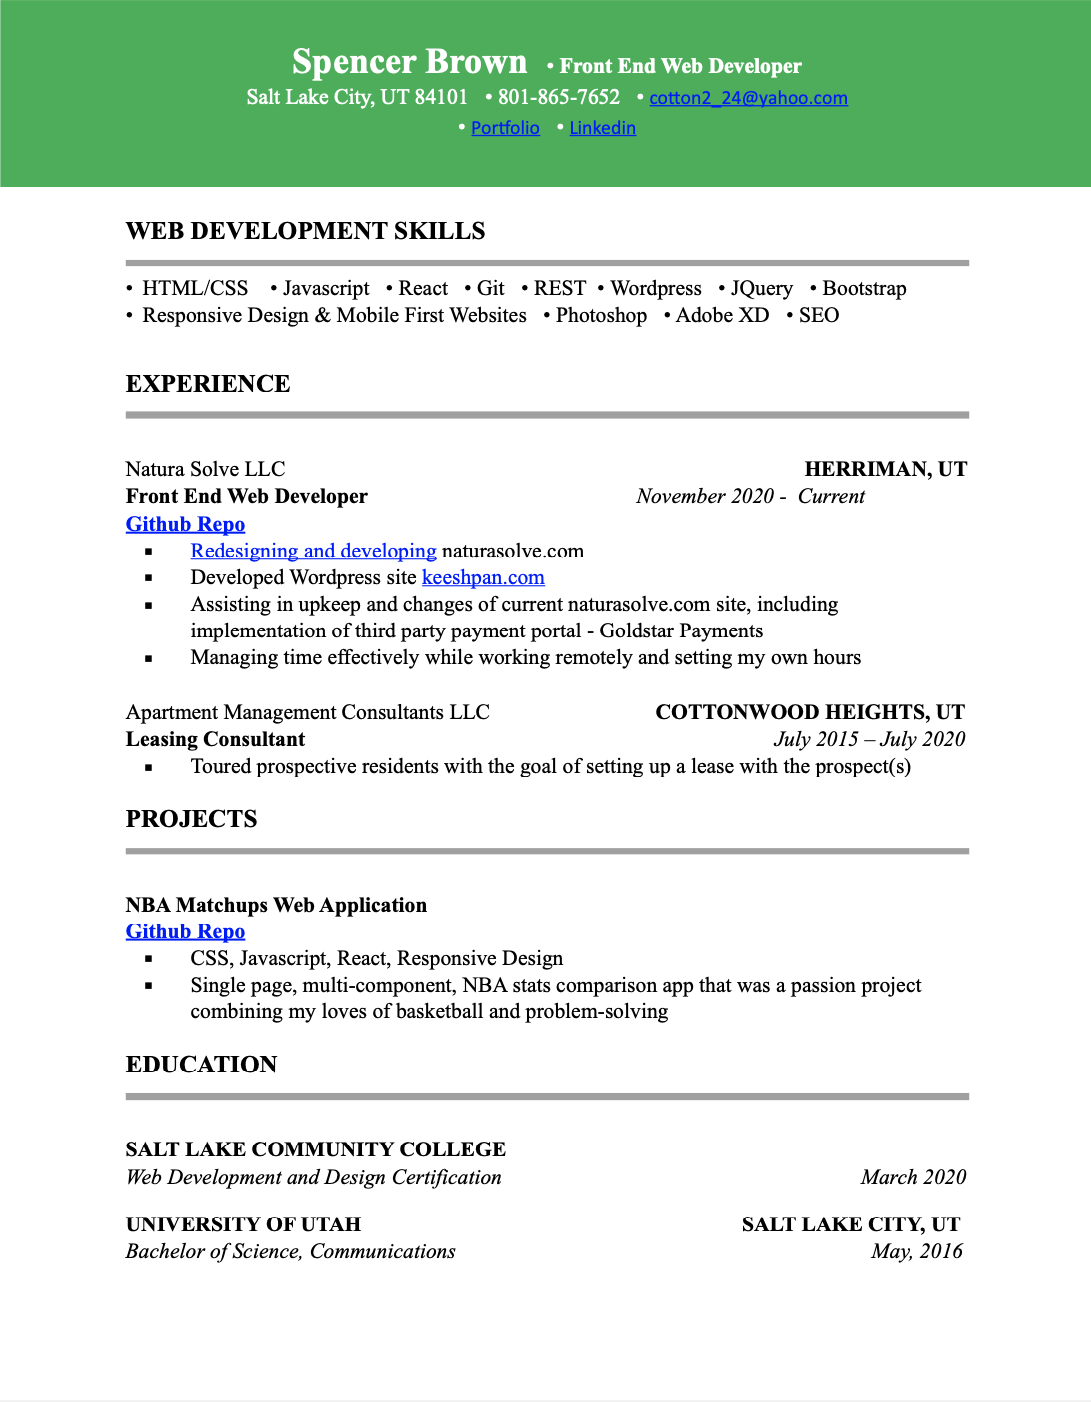 Spencer Brown • Front End Web Developer
Salt Lake City, UT 84101 • 801-865-7652 • cotton2_24@yahoo.com
• Portfolio • Linkedin
WEB DEVELOPMENT SKILLS
• HTML/CSS • Javascript • React • Git • REST • Wordpress • JQuery • Bootstrap
• Responsive Design & Mobile First Websites • Photoshop • Adobe XD • SEO
EXPERIENCE
Natura Solve LLC HERRIMAN, UT
Front End Web Developer November 2020 - Current
Github Repo
▪ Redesigning and developing naturasolve.com
▪ Developed Wordpress site keeshpan.com
▪ Assisting in upkeep and changes of current naturasolve.com site, including
implementation of third party payment portal - Goldstar Payments
▪ Managing time effectively while working remotely and setting my own hours
Apartment Management Consultants LLC COTTONWOOD HEIGHTS, UT
Leasing Consultant July 2015 – July 2020
▪ Toured prospective residents with the goal of setting up a lease with the prospect(s)
PROJECTS
NBA Matchups Web Application
Github Repo
▪ CSS, Javascript, React, Responsive Design
▪ Single page, multi-component, NBA stats comparison app that was a passion project
combining my loves of basketball and problem-solving
EDUCATION
SALT LAKE COMMUNITY COLLEGE
Web Development and Design Certification March 2020
UNIVERSITY OF UTAH SALT LAKE CITY, UT
Bachelor of Science, Communications May, 2016